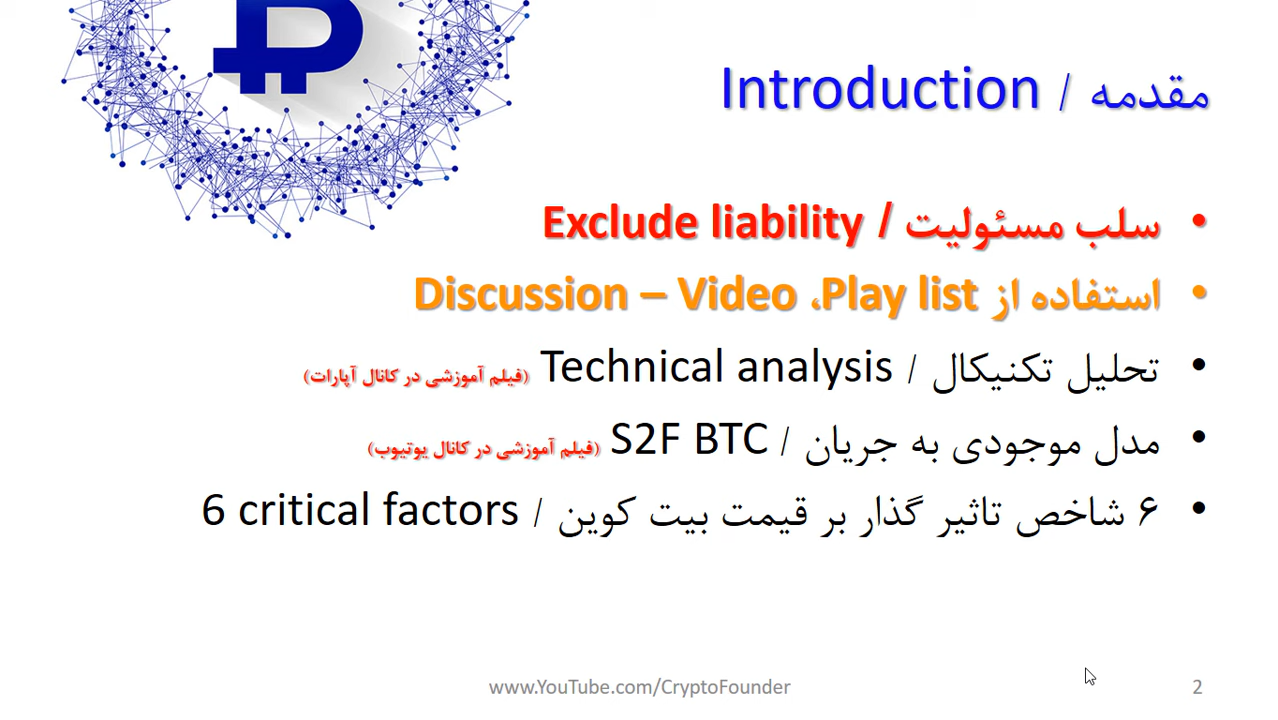 مقدمه / Introduction
• سلب مسئولیت / Exclude liability
• استفاده از Play list، Discussion – Video
• تحلیل تکنیکال / Technical analysis (فیلم آموزشی در کانال آپارات)
• مدل موجودی به جریان / S2F BTC (فیلم آموزشی در کانال یوتیوب)
• ۶ شاخص تاثیر گذار بر قیمت بیت کوین / 6 critical factors
www.YouTube.com/CryptoFounder
2